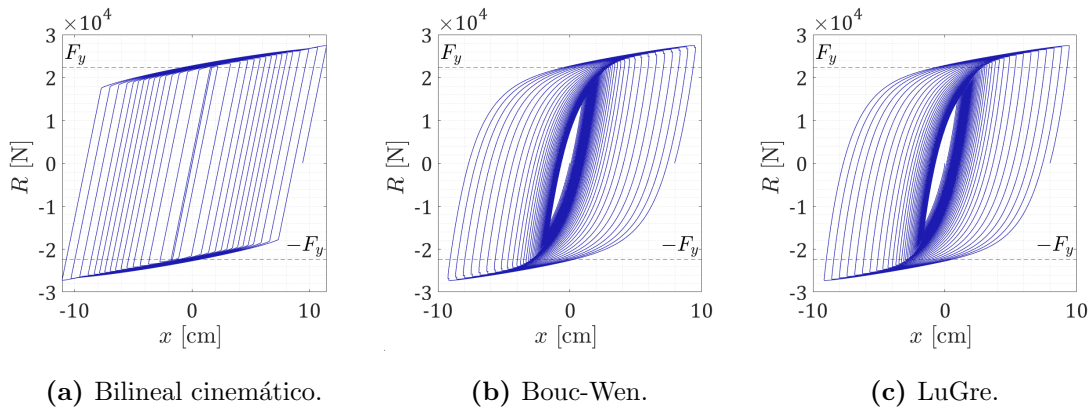 ×10⁴
3
2
1
0
-1
-2
-3
F_y
−F_y
R [N]
-10
0
10
x [cm]
(a) Bilineal cinemático.
×10⁴
3
2
1
0
-1
-2
-3
F_y
−F_y
R [N]
-10
0
10
x [cm]
(b) Bouc-Wen.
×10⁴
3
2
1
0
-1
-2
-3
F_y
−F_y
R [N]
-10
0
10
x [cm]
(c) LuGre.